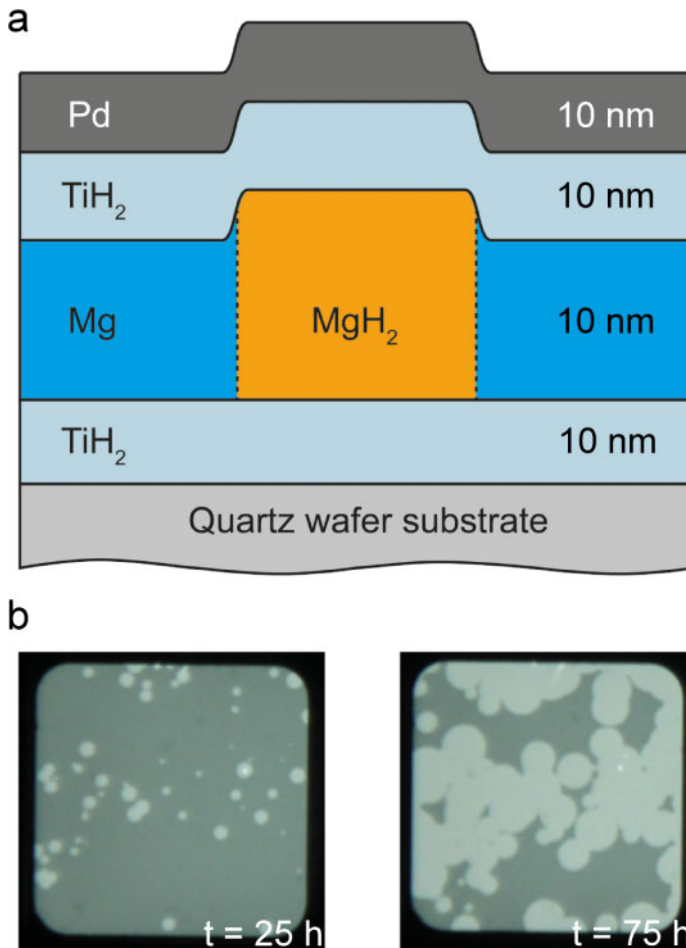 a
Pd 10 nm
TiH₂ 10 nm
Mg MgH₂ 10 nm
TiH₂ 10 nm
Quartz wafer substrate
b
t = 25 h t = 75 h